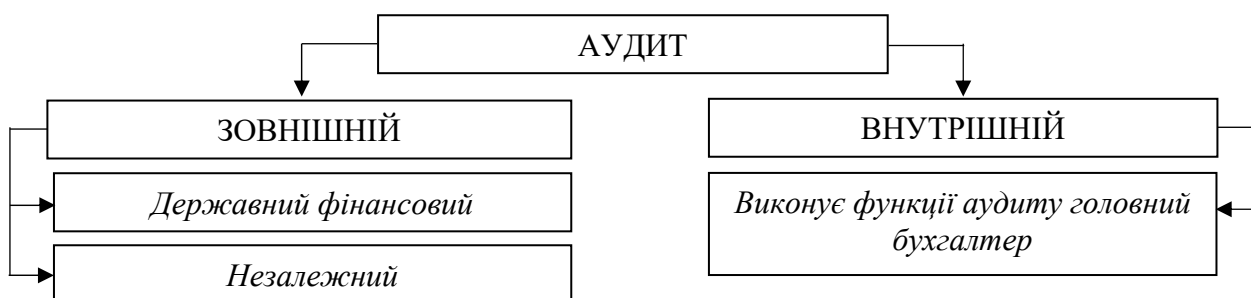 АУДИТ
ЗОВНІШНІЙ
ВНУТРІШНІЙ
Державний фінансовий
Незалежний
Виконує функції аудиту головний
бухгалтер